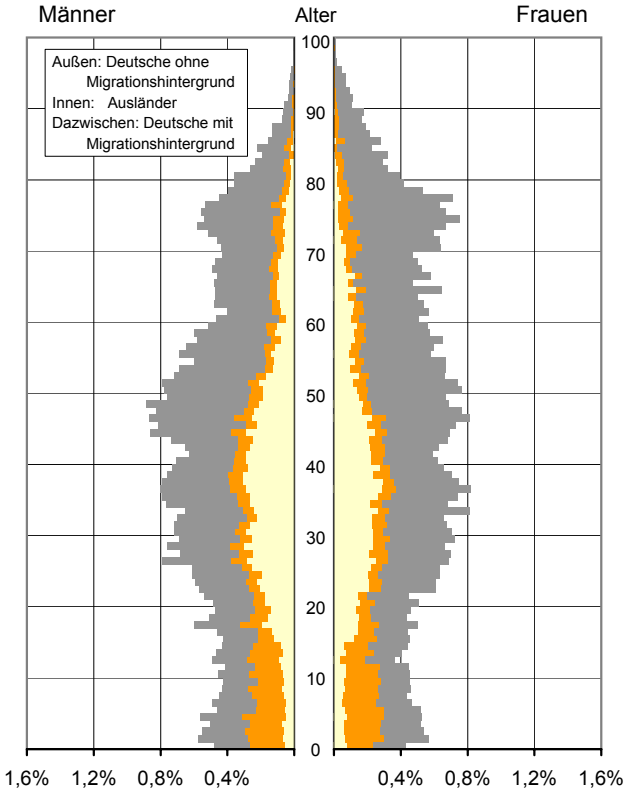 Männer Alter Frauen
100
Außen: Deutsche ohne
Migrationshintergrund
Innen: Ausländer
Dazwischen: Deutsche mit
Migrationshintergrund
90
80
70
60
50
40
30
20
10
0
1,6% 1,2% 0,8% 0,4% 0,4% 0,8% 1,2% 1,6%